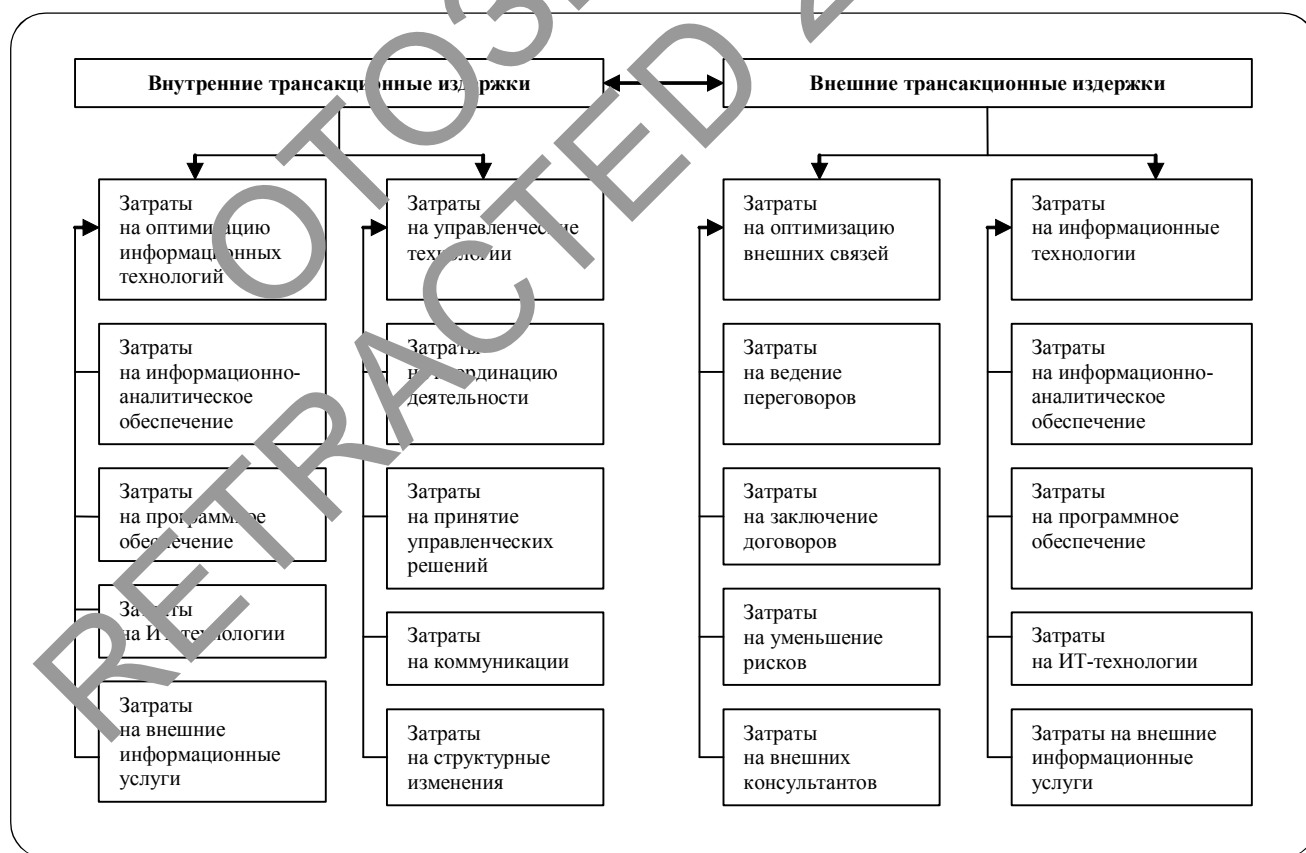 Внутренние трансакционные издержки
Внешние трансакционные издержки
Затраты
на оптимизацию
информационных
технологий
Затраты
на информационно-
аналитическое
обеспечение
Затраты
на программное
обеспечение
Затраты
на ИТ-технологии
Затраты
на внешние
информационные
услуги
Затраты
на управленческие
технологии
Затраты
на координацию
деятельности
Затраты
на принятие
управленческих
решений
Затраты
на коммуникации
Затраты
на структурные
изменения
Затраты
на оптимизацию
внешних связей
Затраты
на ведение
переговоров
Затраты
на заключение
договоров
Затраты
на уменьшение
рисков
Затраты
на внешних
консультантов
Затраты
на информационные
технологии
Затраты
на информационно-
аналитическое
обеспечение
Затраты
на программное
обеспечение
Затраты
на ИТ-технологии
Затраты на внешние
информационные
услуги
RETRACTED